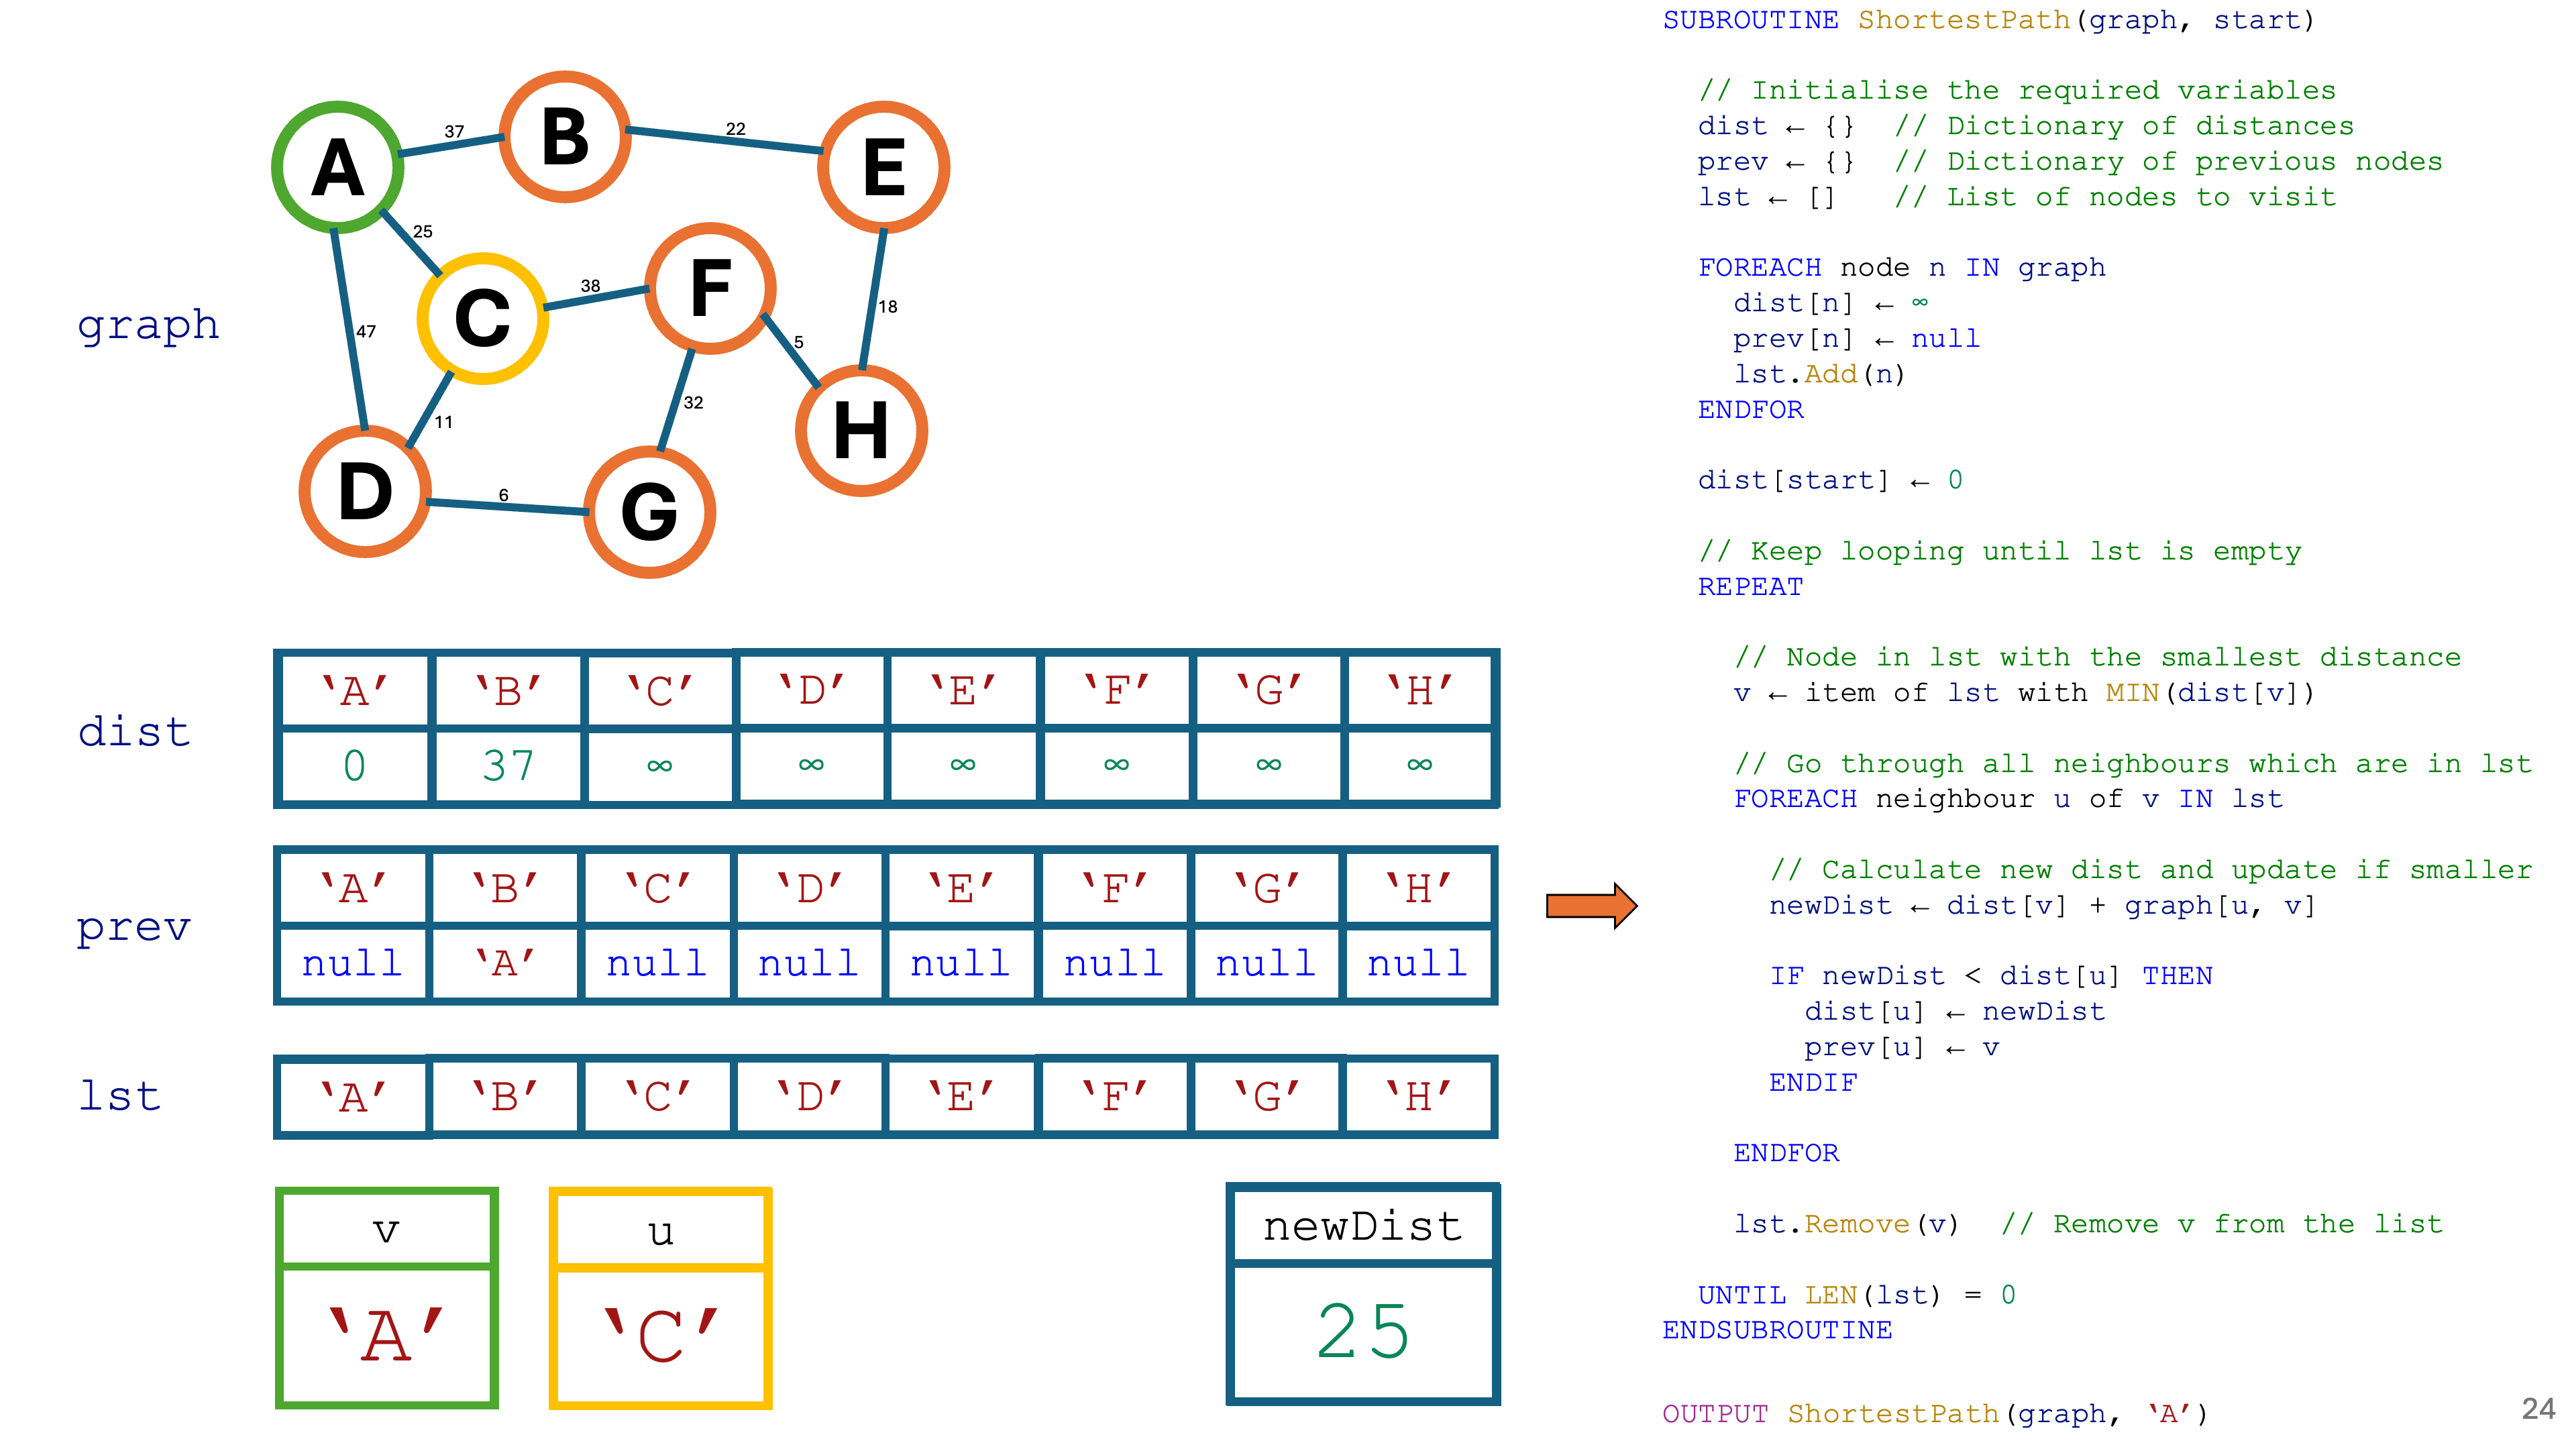 graph
A
B
E
C
F
H
D
G
37
22
25
38
18
47
5
11
32
6
dist
‘A’ ‘B’ ‘C’ ‘D’ ‘E’ ‘F’ ‘G’ ‘H’
0 37 ∞ ∞ ∞ ∞ ∞ ∞
prev
‘A’ ‘B’ ‘C’ ‘D’ ‘E’ ‘F’ ‘G’ ‘H’
null ‘A’ null null null null null null
lst
‘A’ ‘B’ ‘C’ ‘D’ ‘E’ ‘F’ ‘G’ ‘H’
v
‘A’
u
‘C’
newDist
25
SUBROUTINE ShortestPath(graph, start)
// Initialise the required variables
dist ← {} // Dictionary of distances
prev ← {} // Dictionary of previous nodes
lst ← [] // List of nodes to visit
FOREACH node n IN graph
dist[n] ← ∞
prev[n] ← null
lst.Add(n)
ENDFOR
dist[start] ← 0
// Keep looping until lst is empty
REPEAT
// Node in lst with the smallest distance
v ← item of lst with MIN(dist[v])
// Go through all neighbours which are in lst
FOREACH neighbour u of v IN lst
// Calculate new dist and update if smaller
newDist ← dist[v] + graph[u, v]
IF newDist < dist[u] THEN
dist[u] ← newDist
prev[u] ← v
ENDIF
ENDFOR
lst.Remove(v) // Remove v from the list
UNTIL LEN(lst) = 0
ENDSUBROUTINE
OUTPUT ShortestPath(graph, ‘A’)
24